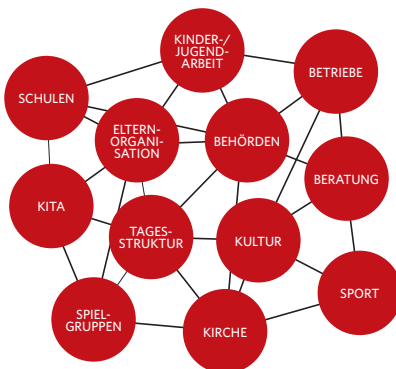 KINDER-/
JUGEND-
ARBEIT
BETRIEBE
SCHULEN
ELTERN-
ORGANI-
SATION
BEHÖRDEN
BERATUNG
KITA
TAGES-
STRUKTUR
KULTUR
SPORT
SPIEL-
GRUPPEN
KIRCHE